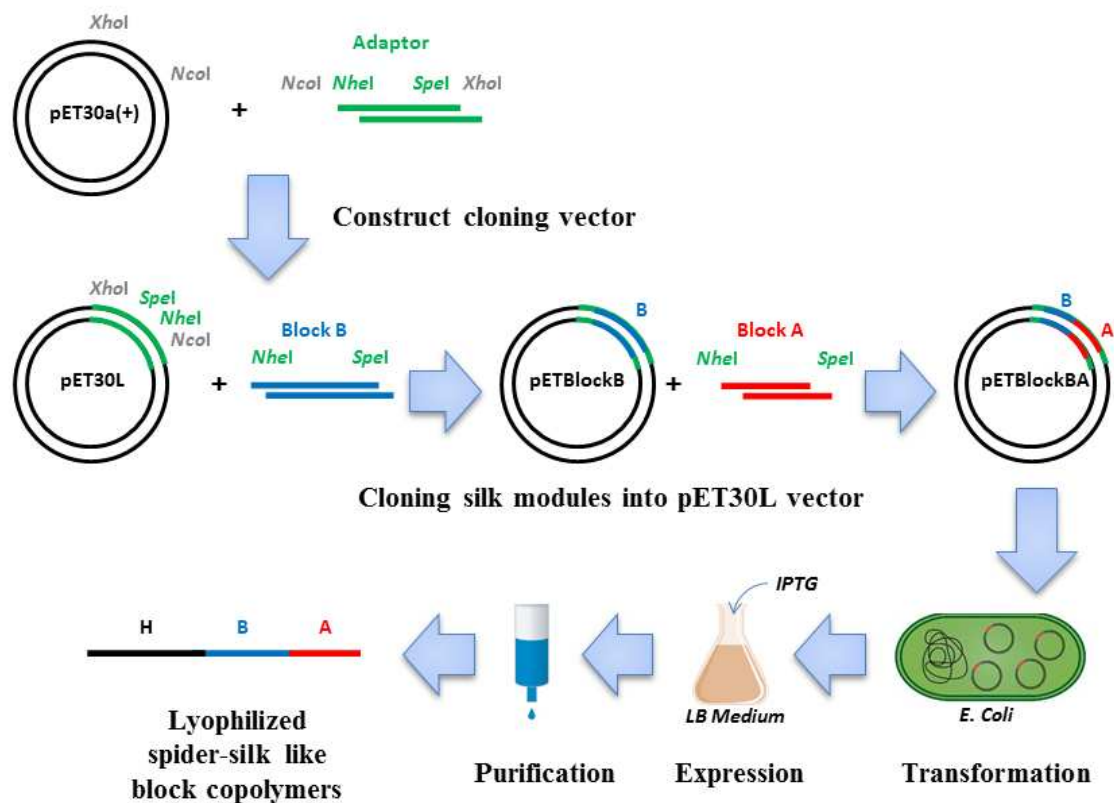 XhoI
NcoI
pET30a(+)
+
Adaptor
NcoI NheI SpeI XhoI
Construct cloning vector
XhoI
SpeI
NheI
NcoI
pET30L
+
Block B
NheI SpeI
B
pETBlockB
+
Block A
NheI SpeI
B
A
pETBlockBA
Cloning silk modules into pET30L vector
H B A
IPTG
LB Medium
E. Coli
Lyophilized
spider-silk like
block copolymers
Purification
Expression
Transformation